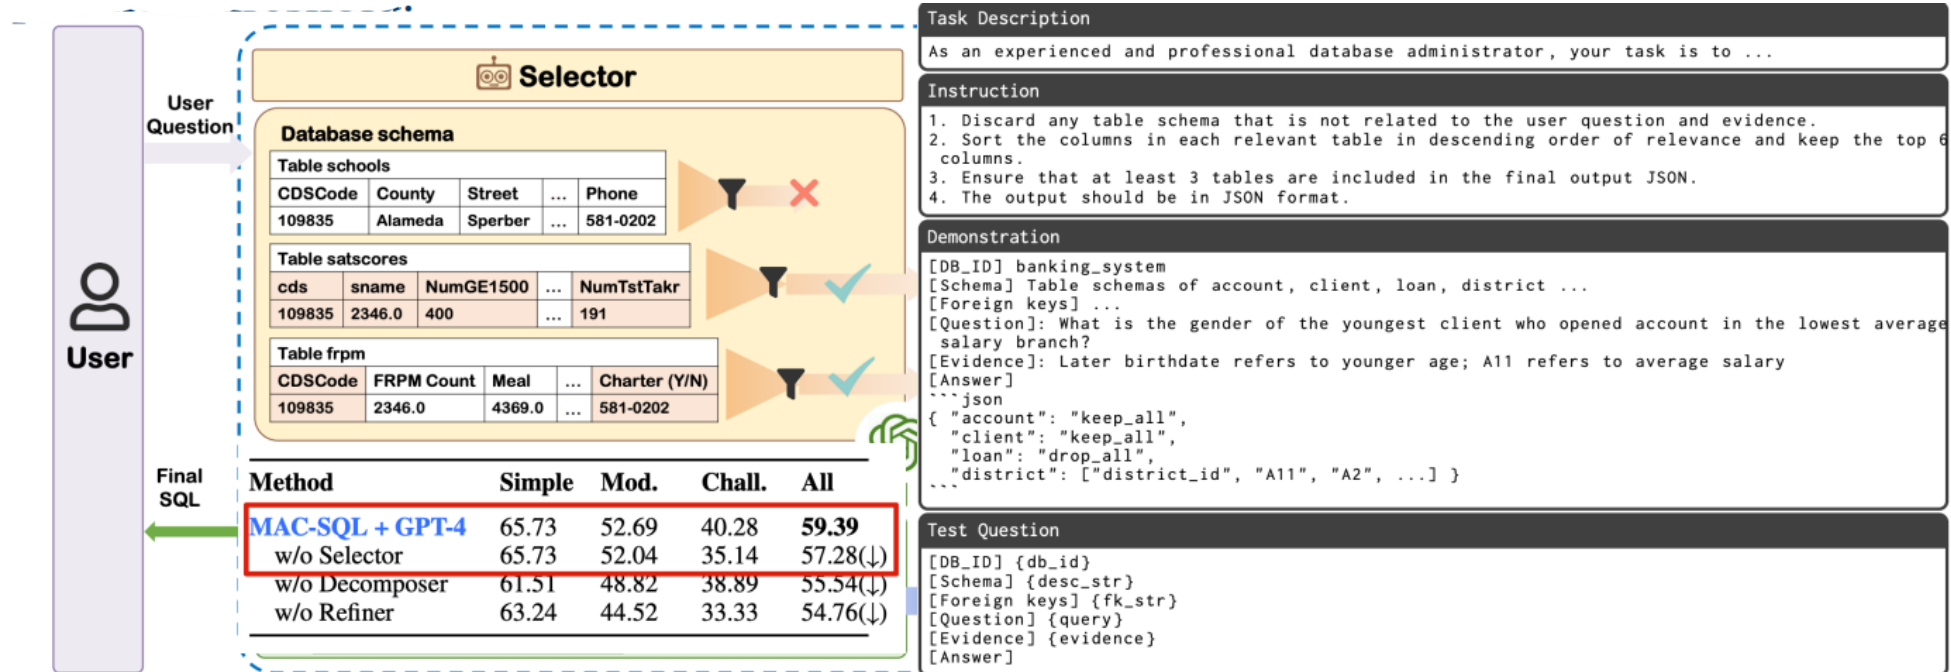 User
Question
User
Final
SQL
Selector
Database schema
Table schools
CDSCode County Street ... Phone
109835 Alameda Sperber ... 581-0202
Table satscores
cds sname NumGE1500 ... NumTstTakr
109835 2346.0 400 ... 191
Table frpm
CDSCode FRPM Count Meal ... Charter (Y/N)
109835 2346.0 4369.0 ... 581-0202
Method Simple Mod. Chall. All
MAC-SQL + GPT-4 65.73 52.69 40.28 59.39
w/o Selector 65.73 52.04 35.14 57.28(↓)
w/o Decomposer 61.51 48.82 38.89 55.54(↓)
w/o Refiner 63.24 44.52 33.33 54.76(↓)
Task Description
As an experienced and professional database administrator, your task is to ...
Instruction
1. Discard any table schema that is not related to the user question and evidence.
2. Sort the columns in each relevant table in descending order of relevance and keep the top 6
columns.
3. Ensure that at least 3 tables are included in the final output JSON.
4. The output should be in JSON format.
Demonstration
[DB_ID] banking_system
[Schema] Table schemas of account, client, loan, district ...
[Foreign keys] ...
[Question]: What is the gender of the youngest client who opened account in the lowest average
salary branch?
[Evidence]: Later birthdate refers to younger age; A11 refers to average salary
[Answer]
```json
{ "account": "keep_all",
"client": "keep_all",
"loan": "drop_all",
"district": ["district_id", "A11", "A2", ...] }
```
Test Question
[DB_ID] {db_id}
[Schema] {desc_str}
[Foreign keys] {fk_str}
[Question] {query}
[Evidence] {evidence}
[Answer]